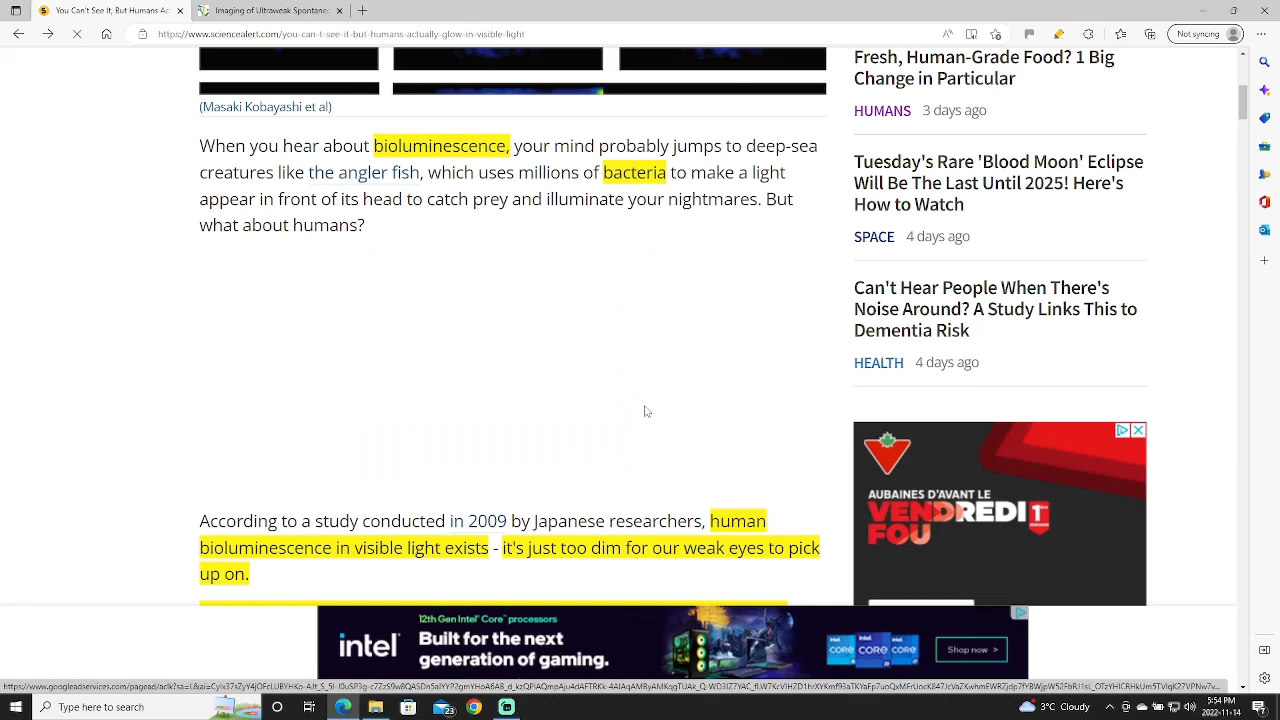 You Can't See It, But Humans Ac
Imaging of Ultraweak Spontaneo
https://www.sciencealert.com/you-can-t-see-it-but-humans-actually-glow-in-visible-light
Not syncing
(Masaki Kobayashi et al)
When you hear about bioluminescence, your mind probably jumps to deep-sea
creatures like the angler fish, which uses millions of bacteria to make a light
appear in front of its head to catch prey and illuminate your nightmares. But
what about humans?
According to a study conducted in 2009 by Japanese researchers, human
bioluminescence in visible light exists - it's just too dim for our weak eyes to pick
up on.
Fresh, Human-Grade Food? 1 Big
Change in Particular
HUMANS 3 days ago
Tuesday's Rare 'Blood Moon' Eclipse
Will Be The Last Until 2025! Here's
How to Watch
SPACE 4 days ago
Can't Hear People When There's
Noise Around? A Study Links This to
Dementia Risk
HEALTH 4 days ago
AUBAINES D'AVANT LE
VENDREDI
FOU
intel
12th Gen Intel® Core™ processors
Built for the next
generation of gaming.
CORE CORE CORE
Shop now >
Type here to search
3°C Cloudy
5:54 PM
2022-11-14